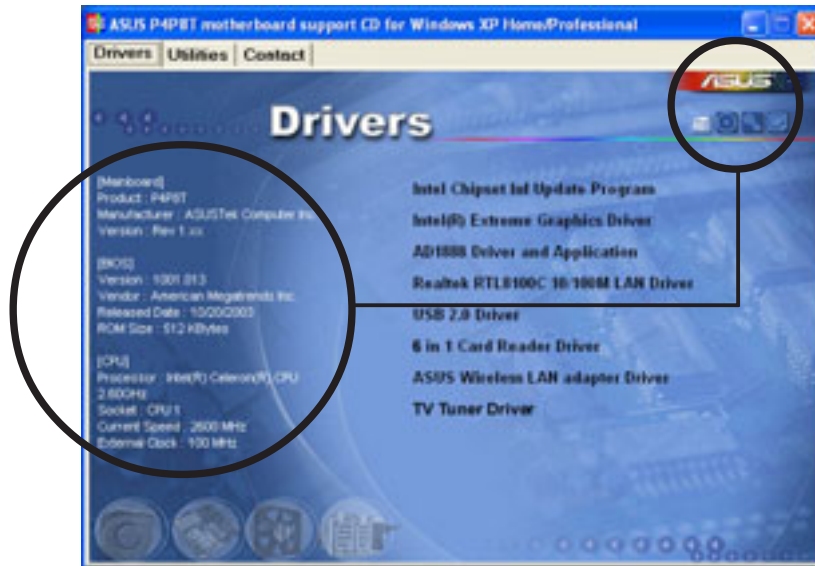 ASUS P4P8T motherboard support CD for Windows XP Home/Professional
Drivers Utilities Contact
ASUS
Drivers
[Mainboard]
Product : P4P8T
Manufacturer : ASUSTek Computer Inc.
Version : Rev 1.xx
[BIOS]
Version : 1001.013
Vendor : American Megatrends Inc.
Released Date : 10/20/2003
ROM Size : 512 KBytes
[CPU]
Processor : Intel(R) Celeron(R) CPU
2.60GHz
Socket : CPU 1
Current Speed : 2600 MHz
External Clock : 100 MHz
Intel Chipset Inf Update Program
Intel(R) Extreme Graphics Driver
AD1888 Driver and Application
Realtek RTL8100C 10/100M LAN Driver
USB 2.0 Driver
6 in 1 Card Reader Driver
ASUS Wireless LAN adapter Driver
TV Tuner Driver